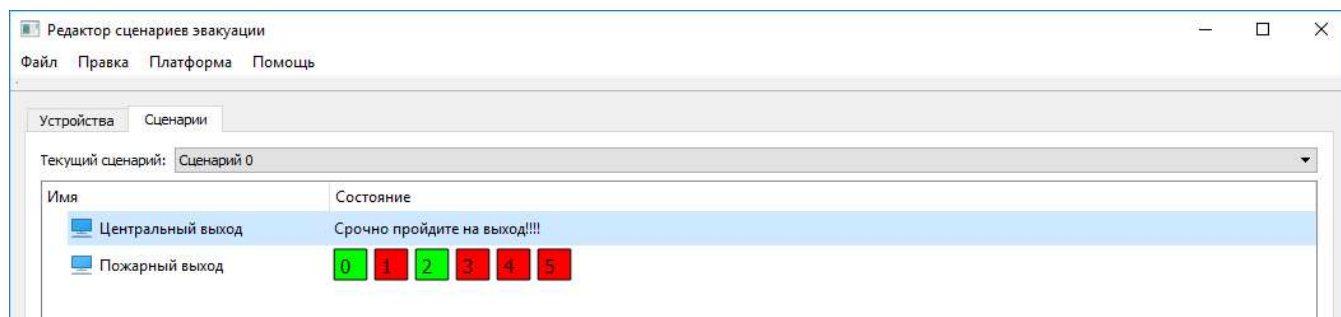 Редактор сценариев эвакуации
Файл Правка Платформа Помощь
Устройства Сценарии
Текущий сценарий: Сценарий 0
Имя Состояние
Центральный выход Срочно пройдите на выход!!!!
Пожарный выход 0 1 2 3 4 5